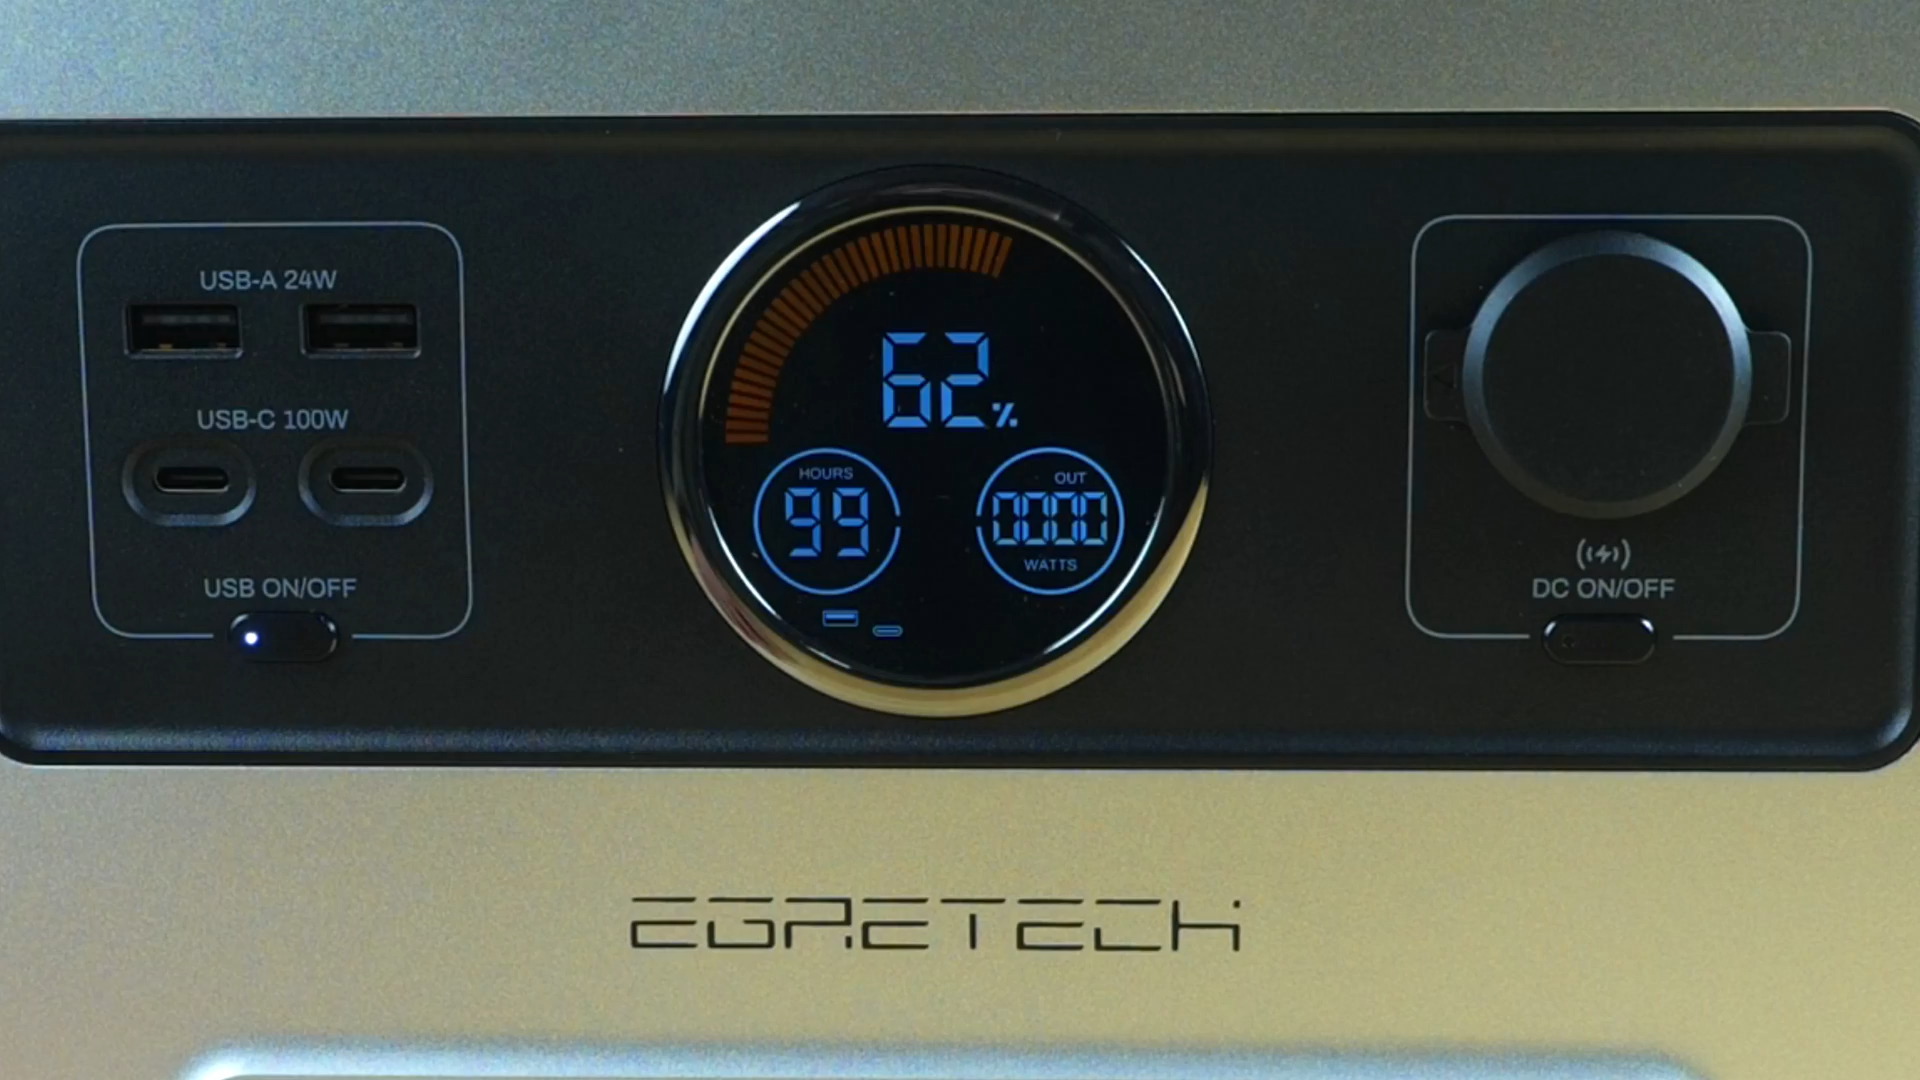 USB-A 24W
USB-C 100W
USB ON/OFF
62%
HOURS
99
OUT
0000
WATTS
DC ON/OFF
EGRETECH